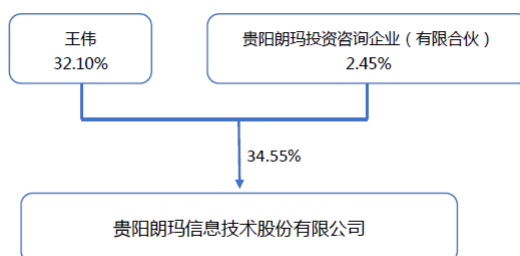 王伟
32.10%
贵阳朗玛投资咨询企业（有限合伙）
2.45%
34.55%
贵阳朗玛信息技术股份有限公司